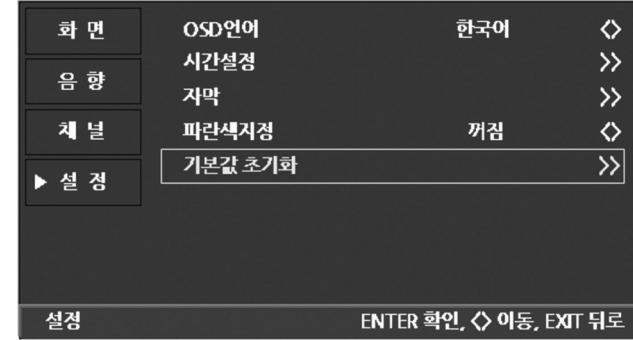 화 면
음 향
채 널
▶ 설 정
OSD언어 한국어 <>
시간설정 >>
자막 >>
파란색지정 꺼짐 <>
기본값 초기화 >>
설정 ENTER 확인, <> 이동, EXIT 뒤로